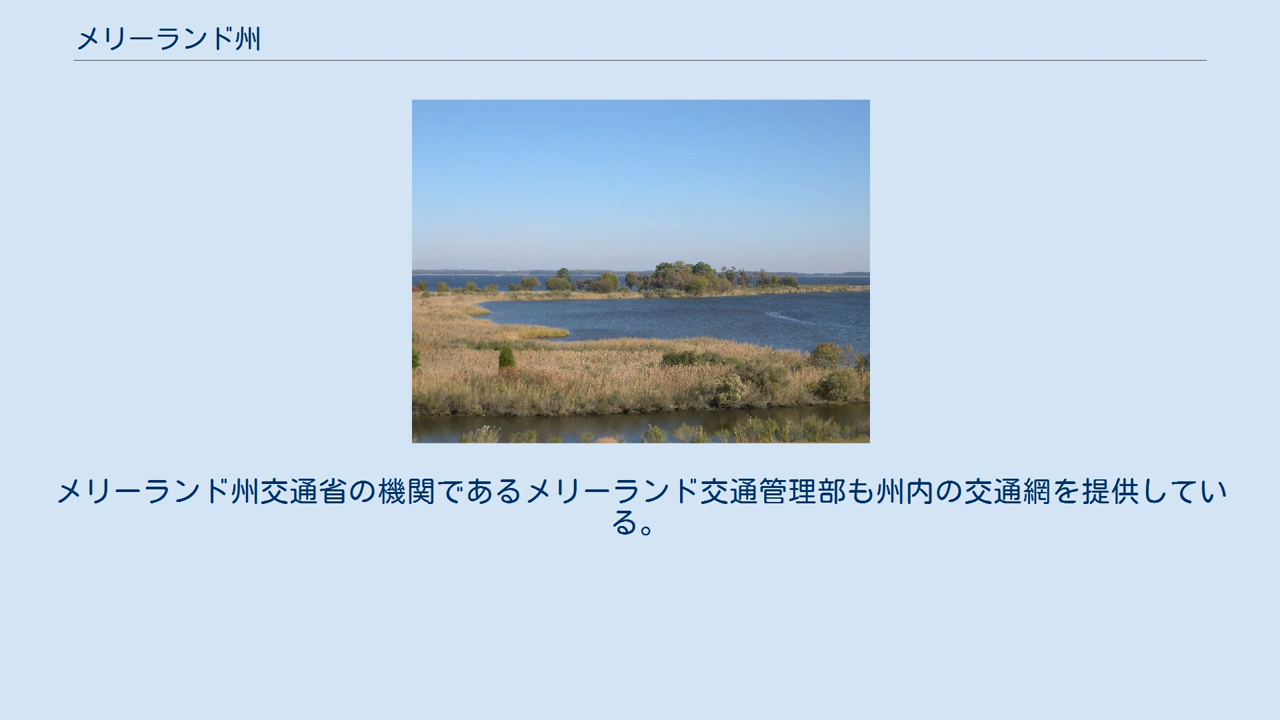 メリーランド州
メリーランド州交通省の機関であるメリーランド交通管理部も州内の交通網を提供してい
る。